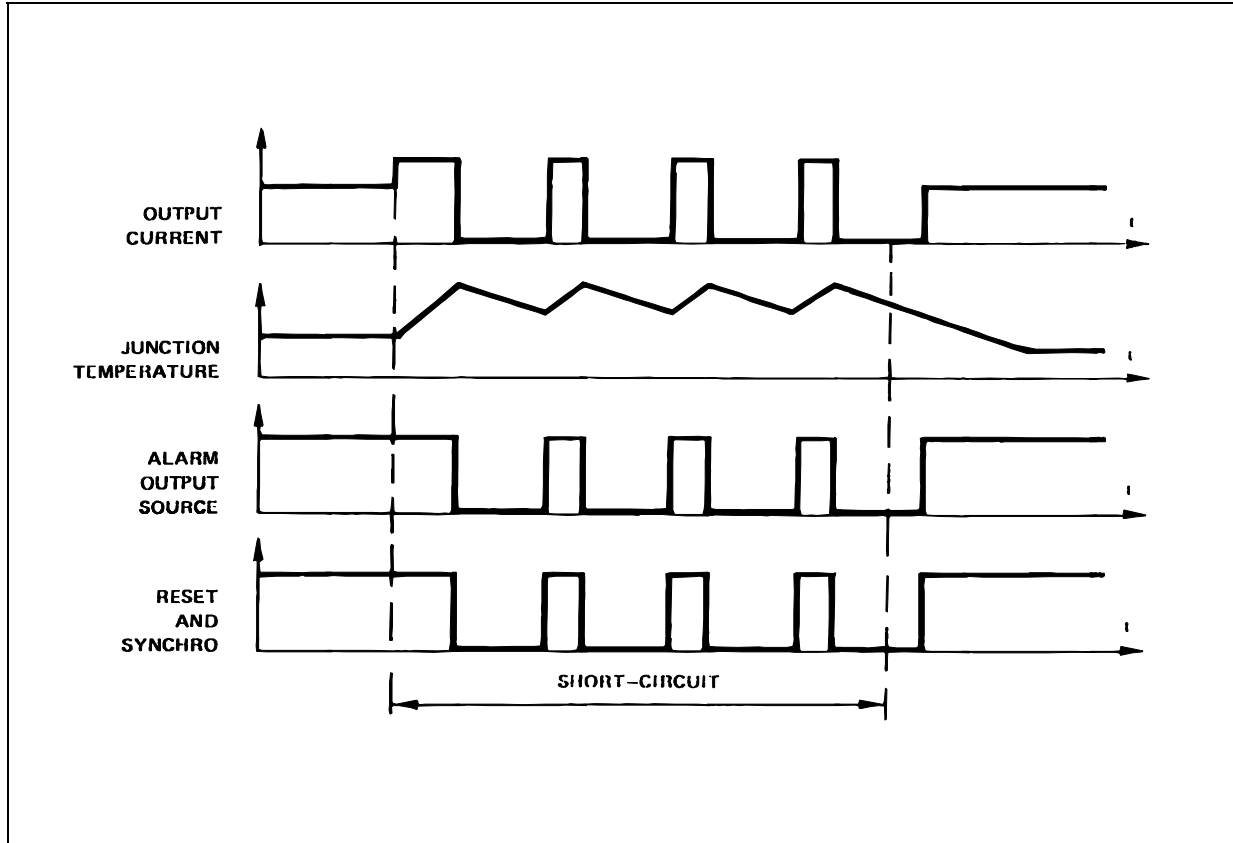 OUTPUT
CURRENT
t
JUNCTION
TEMPERATURE
t
ALARM
OUTPUT
SOURCE
t
RESET
AND
SYNCHRO
t
SHORT-CIRCUIT